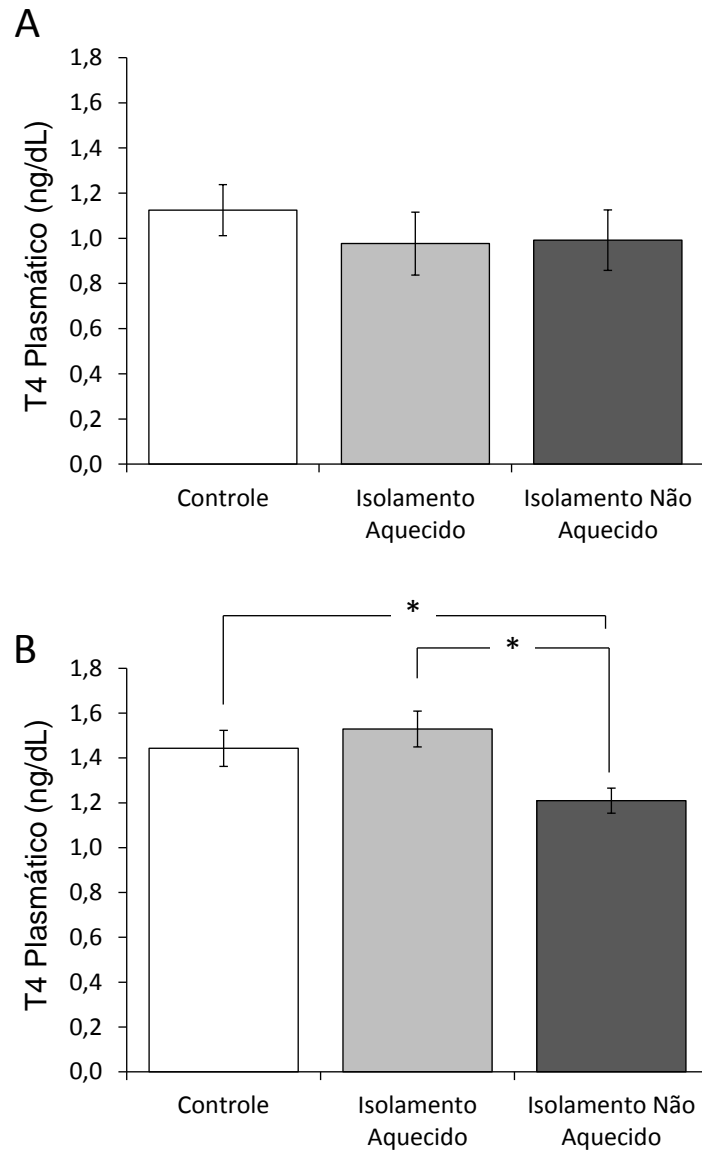 A
T4 Plasmático (ng/dL)
1,8
1,6
1,4
1,2
1,0
0,8
0,6
0,4
0,2
0,0
Controle
Isolamento
Aquecido
Isolamento Não
Aquecido
*
*
B
T4 Plasmático (ng/dL)
1,8
1,6
1,4
1,2
1,0
0,8
0,6
0,4
0,2
0,0
Controle
Isolamento
Aquecido
Isolamento Não
Aquecido